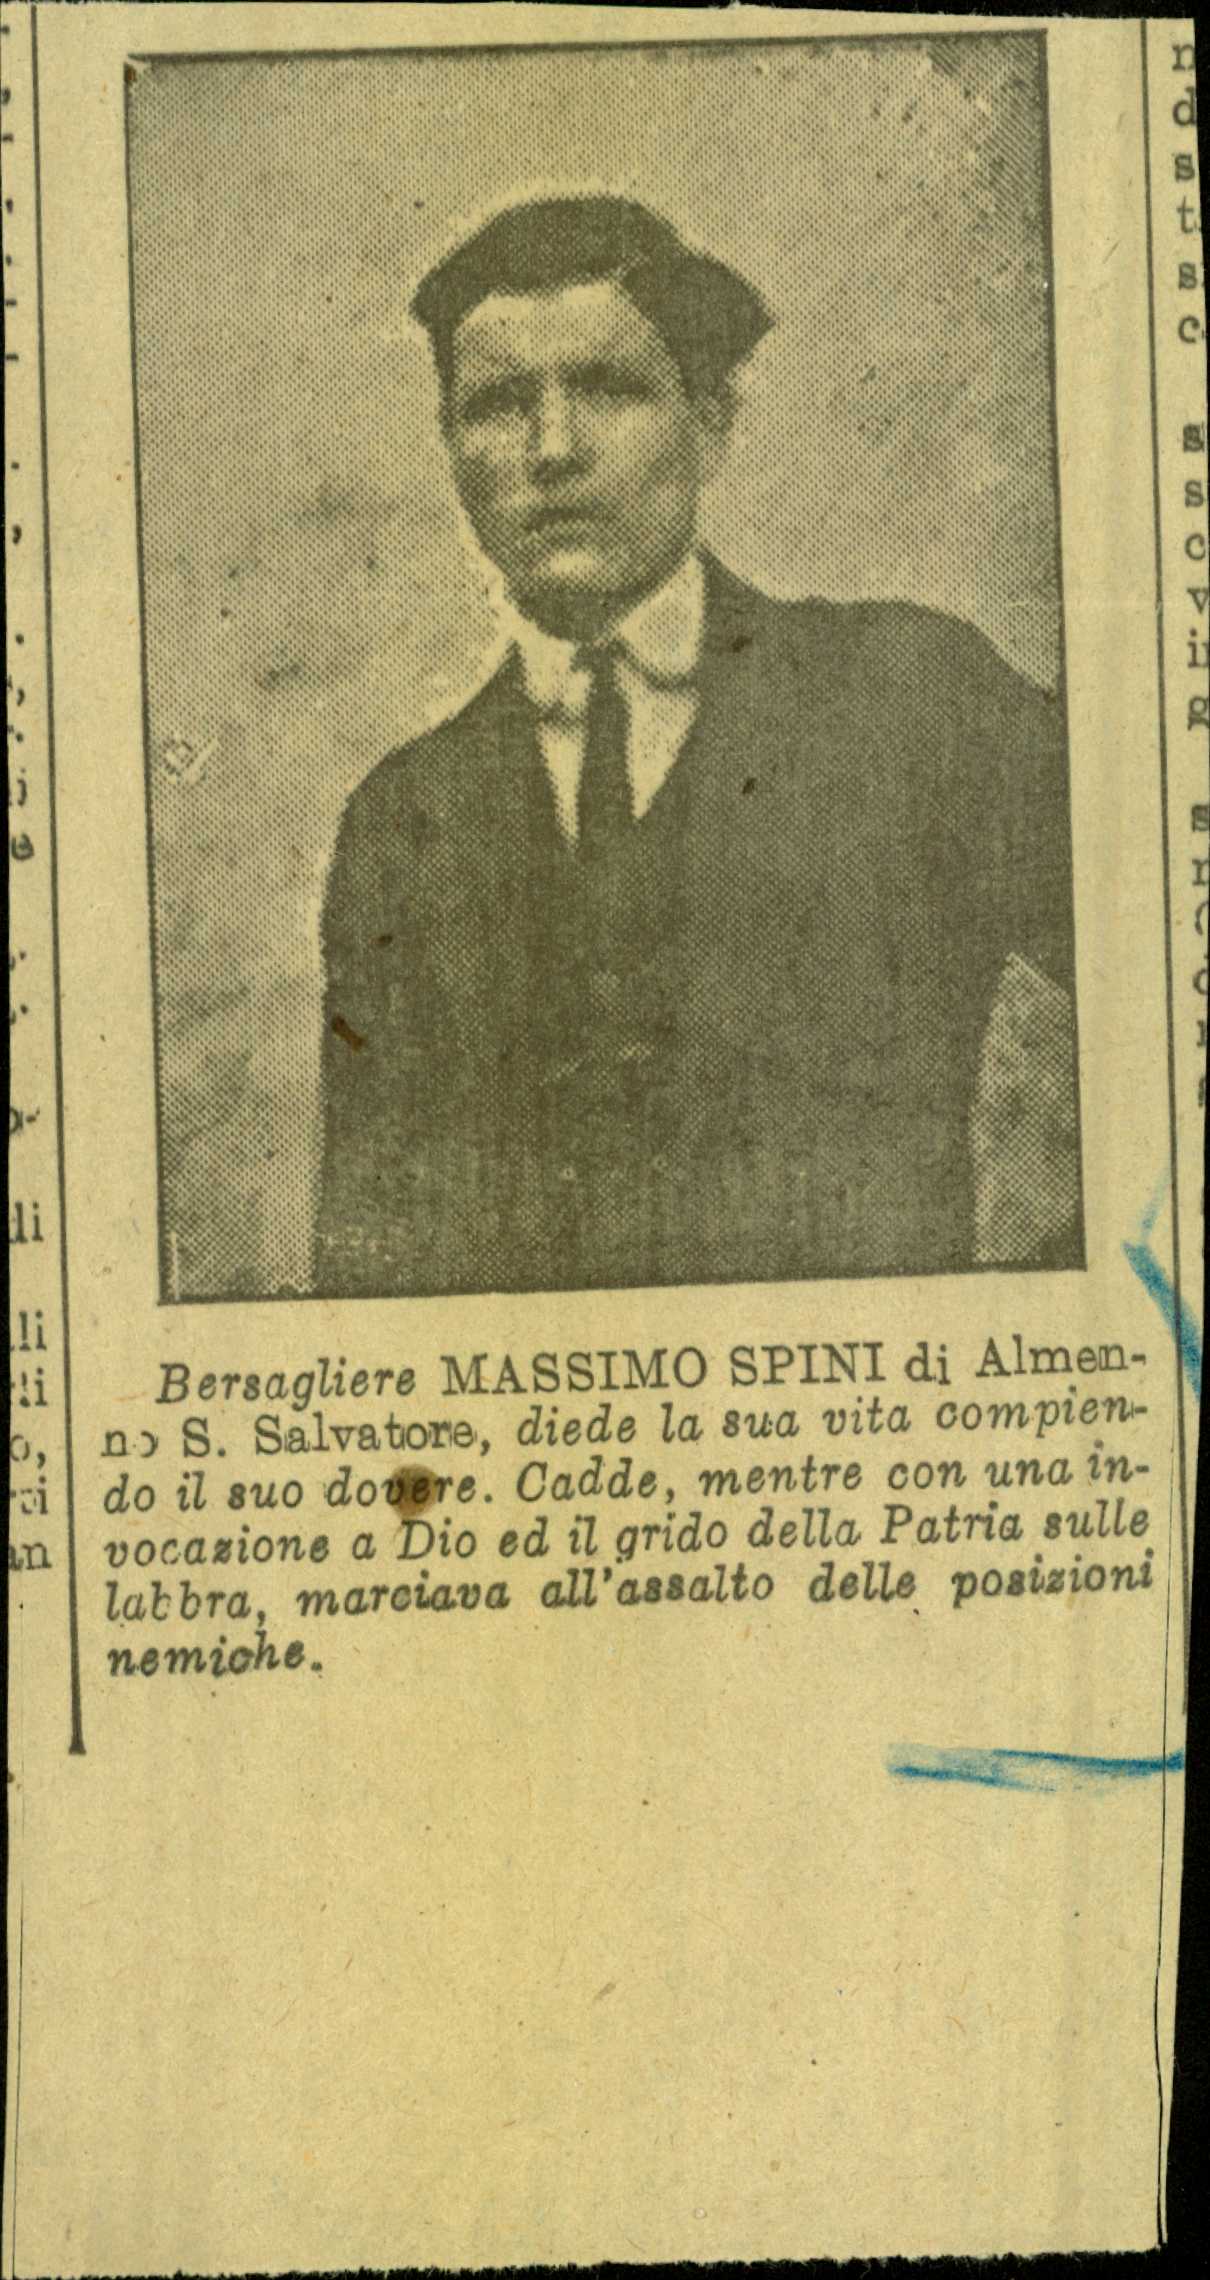 Bersagliere MASSIMO SPINI di Almen-
no S. Salvatore, diede la sua vita compien-
do il suo dovere. Cadde, mentre con una in-
vocazione a Dio ed il grido della Patria sulle
labbra, marciava all'assalto delle posizioni
nemiche.